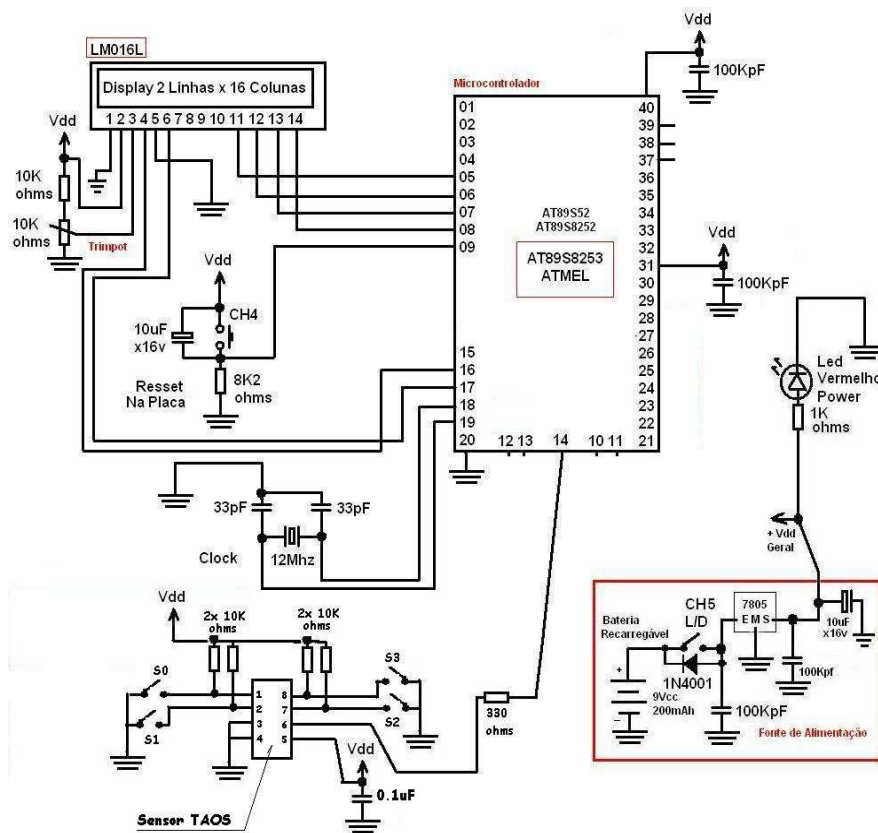 LM016L
Display 2 Linhas x 16 Colunas
1 2 3 4 5 6 7 8 9 10 11 12 13 14
Vdd
10K
ohms
10K
ohms
Trimpot
Microcontrolador
01
02
03
04
05
06
07
08
09
15
16
17
18
19
20
12 13
14
10 11
21
22
23
24
25
26
27
28
29
30
31
32
33
34
35
36
37
38
39
40
AT89S52
AT89S8252
AT89S8253
ATMEL
Vdd
100KpF
Vdd
100KpF
Vdd
10uF
x16v
CH4
8K2
ohms
Resset
Na Placa
33pF
33pF
12Mhz
Clock
Led
Vermelho
Power
1K
ohms
+ Vdd
Geral
Vdd
2x 10K
ohms
2x 10K
ohms
S0
S1
S3
S2
1
2
3
4
8
7
6
5
Sensor TAOS
Vdd
0.1uF
330
ohms
Bateria
Recarregável
CH5
L/D
7805
E M S
10uF
x16v
100Kpf
1N4001
+
9Vcc
200mAh
–
100KpF
Fonte de Alimentação